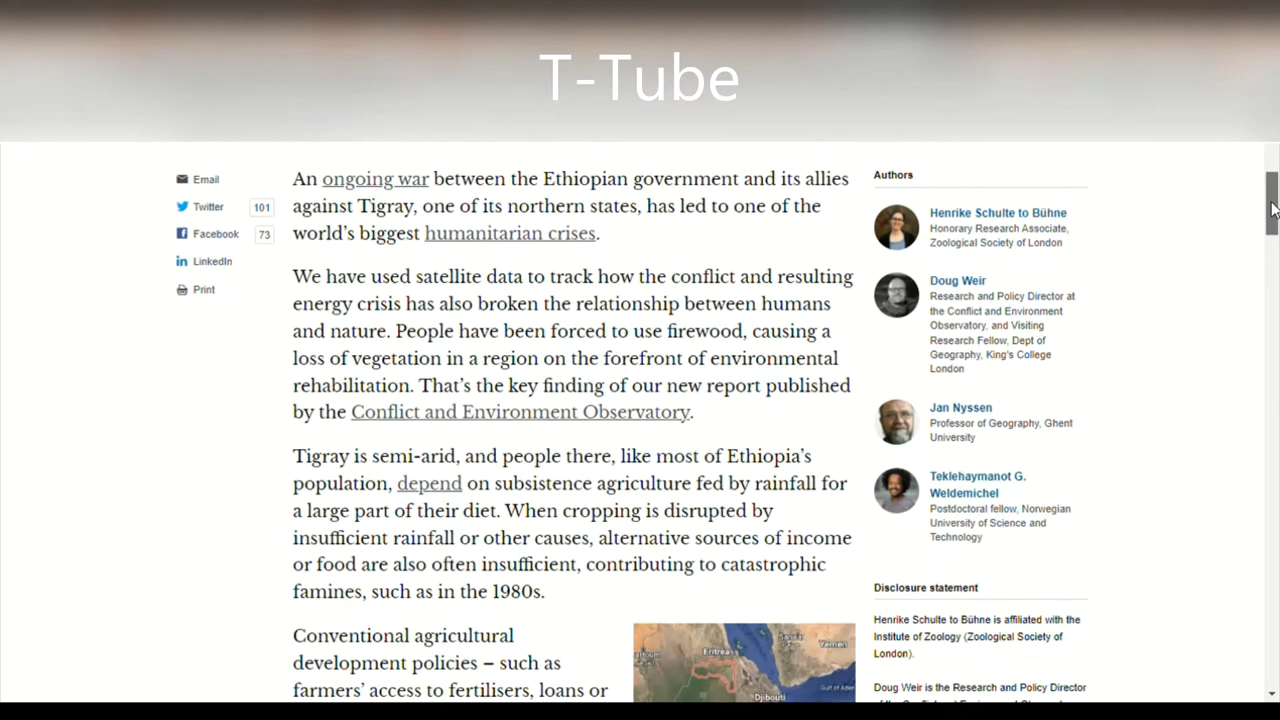 T-Tube
Email
Twitter 101
Facebook 73
LinkedIn
Print
An ongoing war between the Ethiopian government and its allies
against Tigray, one of its northern states, has led to one of the
world’s biggest humanitarian crises.
We have used satellite data to track how the conflict and resulting
energy crisis has also broken the relationship between humans
and nature. People have been forced to use firewood, causing a
loss of vegetation in a region on the forefront of environmental
rehabilitation. That’s the key finding of our new report published
by the Conflict and Environment Observatory.
Tigray is semi-arid, and people there, like most of Ethiopia’s
population, depend on subsistence agriculture fed by rainfall for
a large part of their diet. When cropping is disrupted by
insufficient rainfall or other causes, alternative sources of income
or food are also often insufficient, contributing to catastrophic
famines, such as in the 1980s.
Conventional agricultural
development policies – such as
farmers’ access to fertilisers, loans or
Eritrea
Sana'a
Yemen
Djibouti
Gulf of Aden
Authors
Henrike Schulte to Bühne
Honorary Research Associate,
Zoological Society of London
Doug Weir
Research and Policy Director at
the Conflict and Environment
Observatory, and Visiting
Research Fellow, Dept of
Geography, King's College
London
Jan Nyssen
Professor of Geography, Ghent
University
Teklehaymanot G.
Weldemichel
Postdoctoral fellow, Norwegian
University of Science and
Technology
Disclosure statement
Henrike Schulte to Bühne is affiliated with the
Institute of Zoology (Zoological Society of
London).
Doug Weir is the Research and Policy Director